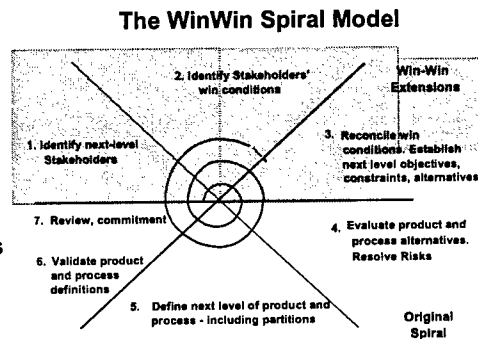 The WinWin Spiral Model
2. Identify Stakeholders'
win conditions
Win-Win
Extensions
1. Identify next-level
Stakeholders
3. Reconcile win
conditions. Establish
next level objectives,
constraints, alternatives
7. Review, commitment
4. Evaluate product and
process alternatives.
Resolve Risks
6. Validate product
and process
definitions
5. Define next level of product and
process - including partitions
Original
Spiral